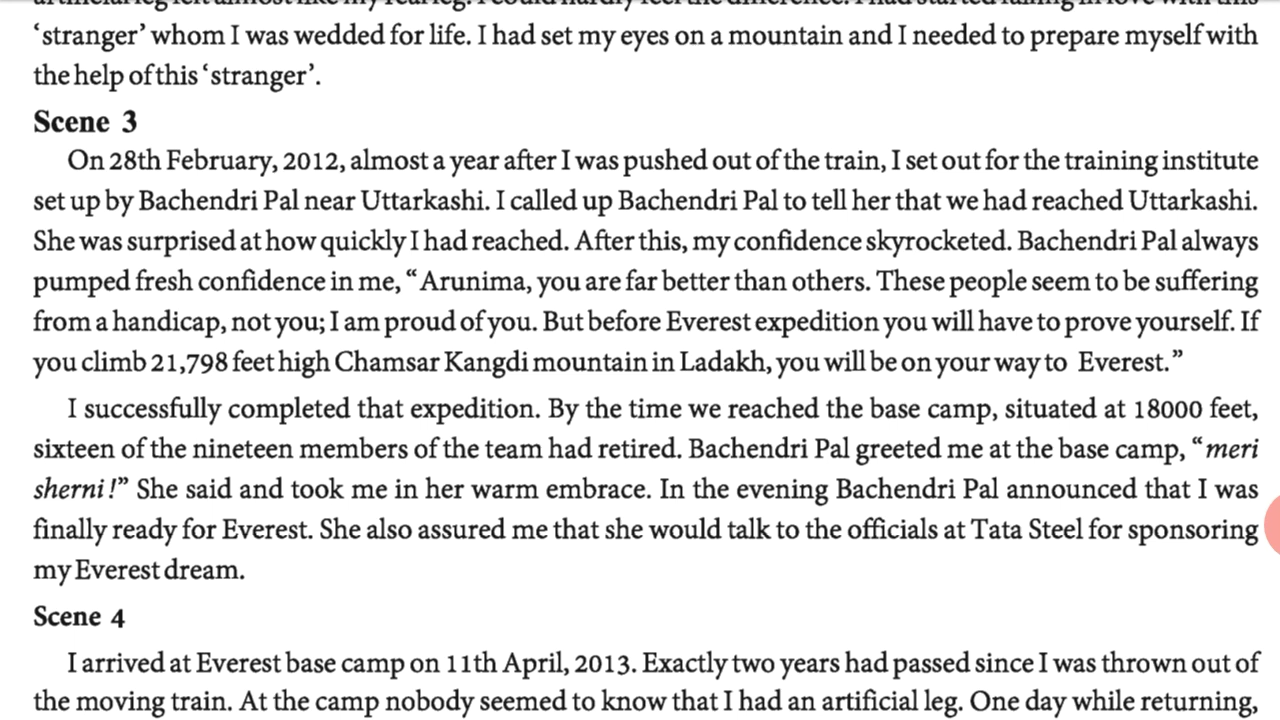 'stranger' whom I was wedded for life. I had set my eyes on a mountain and I needed to prepare myself with
the help of this 'stranger'.
Scene 3
On 28th February, 2012, almost a year after I was pushed out of the train, I set out for the training institute
set up by Bachendri Pal near Uttarkashi. I called up Bachendri Pal to tell her that we had reached Uttarkashi.
She was surprised at how quickly I had reached. After this, my confidence skyrocketed. Bachendri Pal always
pumped fresh confidence in me, "Arunima, you are far better than others. These people seem to be suffering
from a handicap, not you; I am proud of you. But before Everest expedition you will have to prove yourself. If
you climb 21,798 feet high Chamsar Kangdi mountain in Ladakh, you will be on your way to Everest."
I successfully completed that expedition. By the time we reached the base camp, situated at 18000 feet,
sixteen of the nineteen members of the team had retired. Bachendri Pal greeted me at the base camp, "meri
sherni!" She said and took me in her warm embrace. In the evening Bachendri Pal announced that I was
finally ready for Everest. She also assured me that she would talk to the officials at Tata Steel for sponsoring
my Everest dream.
Scene 4
I arrived at Everest base camp on 11th April, 2013. Exactly two years had passed since I was thrown out of
the moving train. At the camp nobody seemed to know that I had an artificial leg. One day while returning,